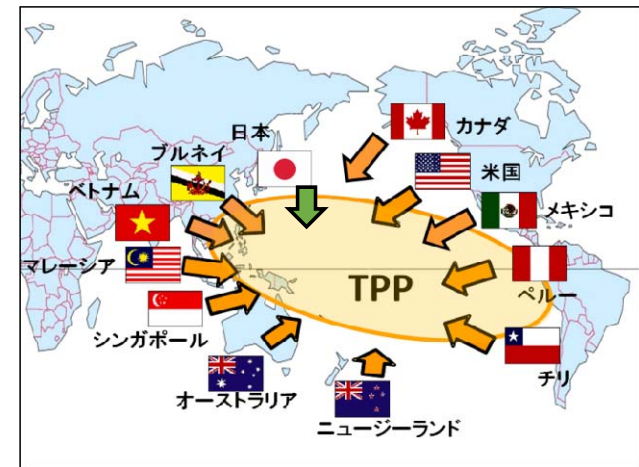 日本
カナダ
ブルネイ
米国
ベトナム
メキシコ
マレーシア
TPP
ペルー
シンガポール
チリ
オーストラリア
ニュージーランド